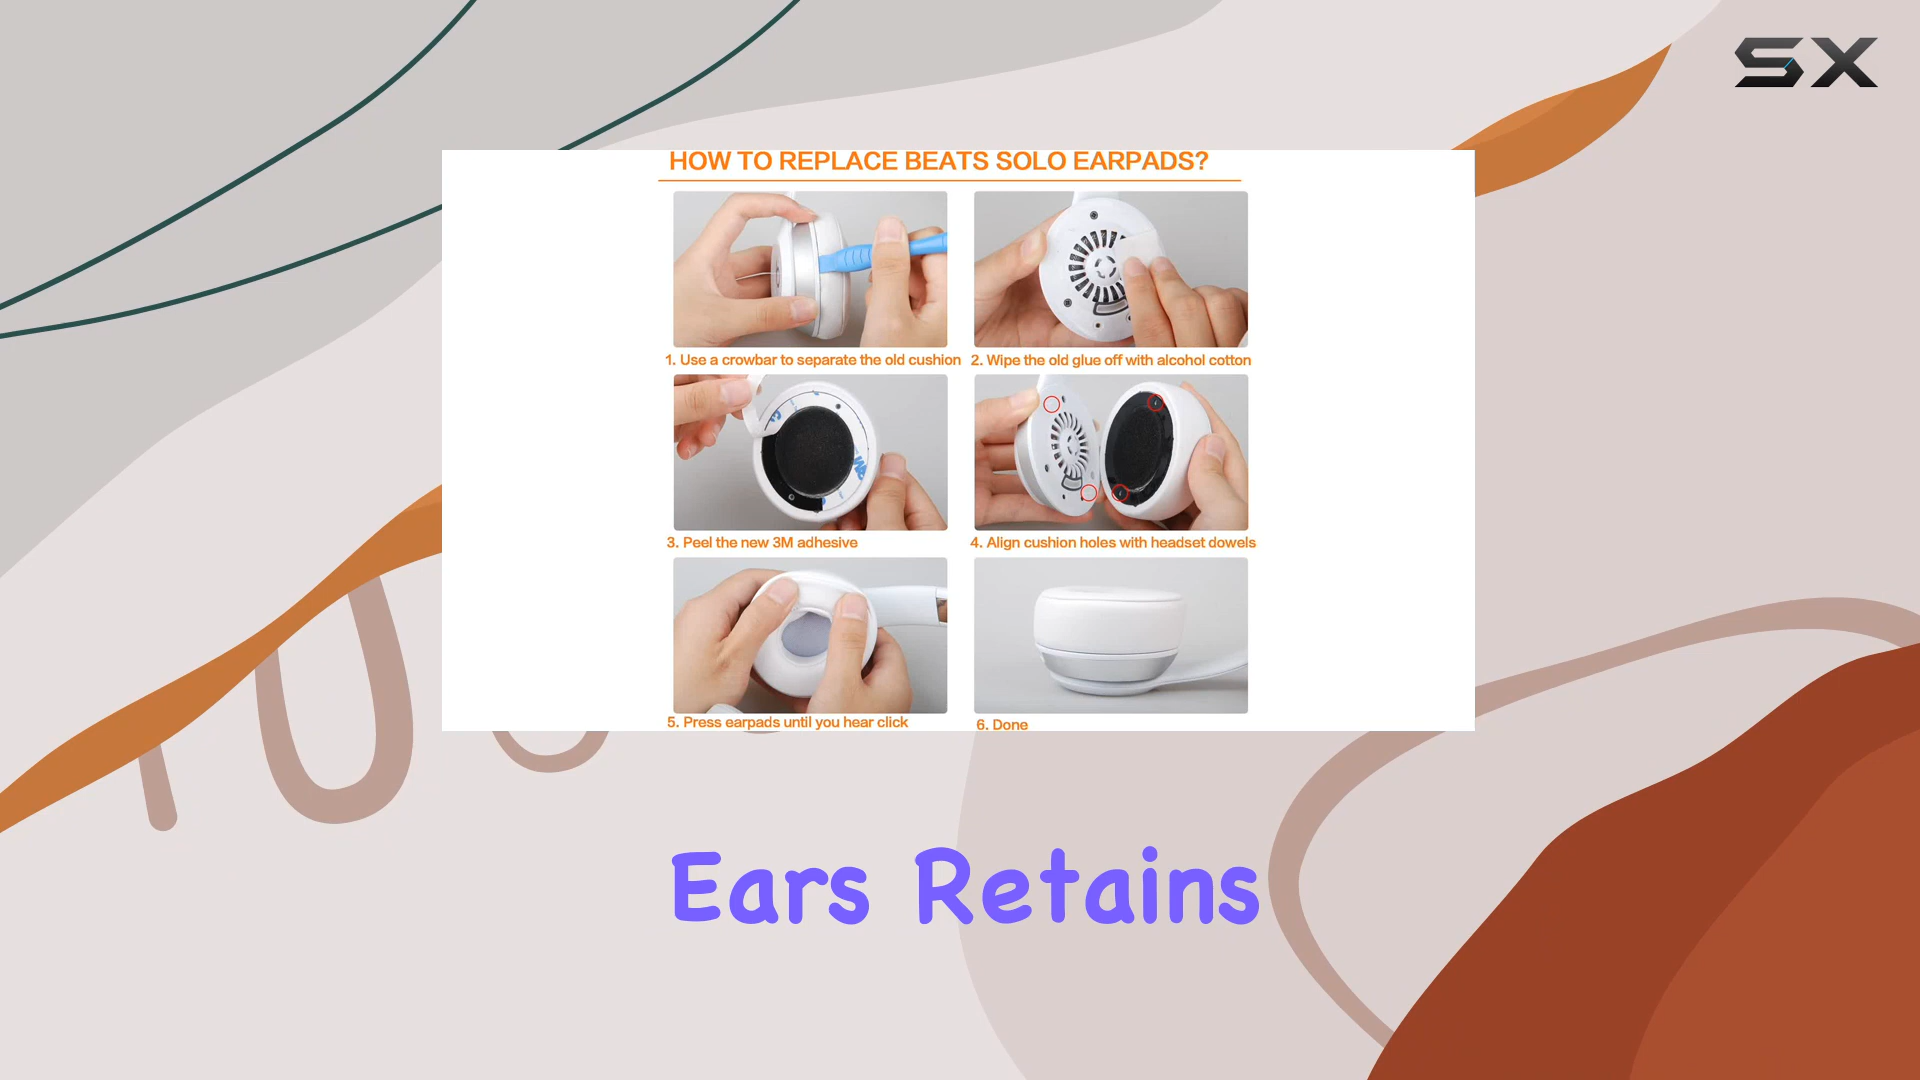 SX
HOW TO REPLACE BEATS SOLO EARPADS?
1. Use a crowbar to separate the old cushion
2. Wipe the old glue off with alcohol cotton
3. Peel the new 3M adhesive
4. Align cushion holes with headset dowels
5. Press earpads until you hear click
6. Done
Ears Retains